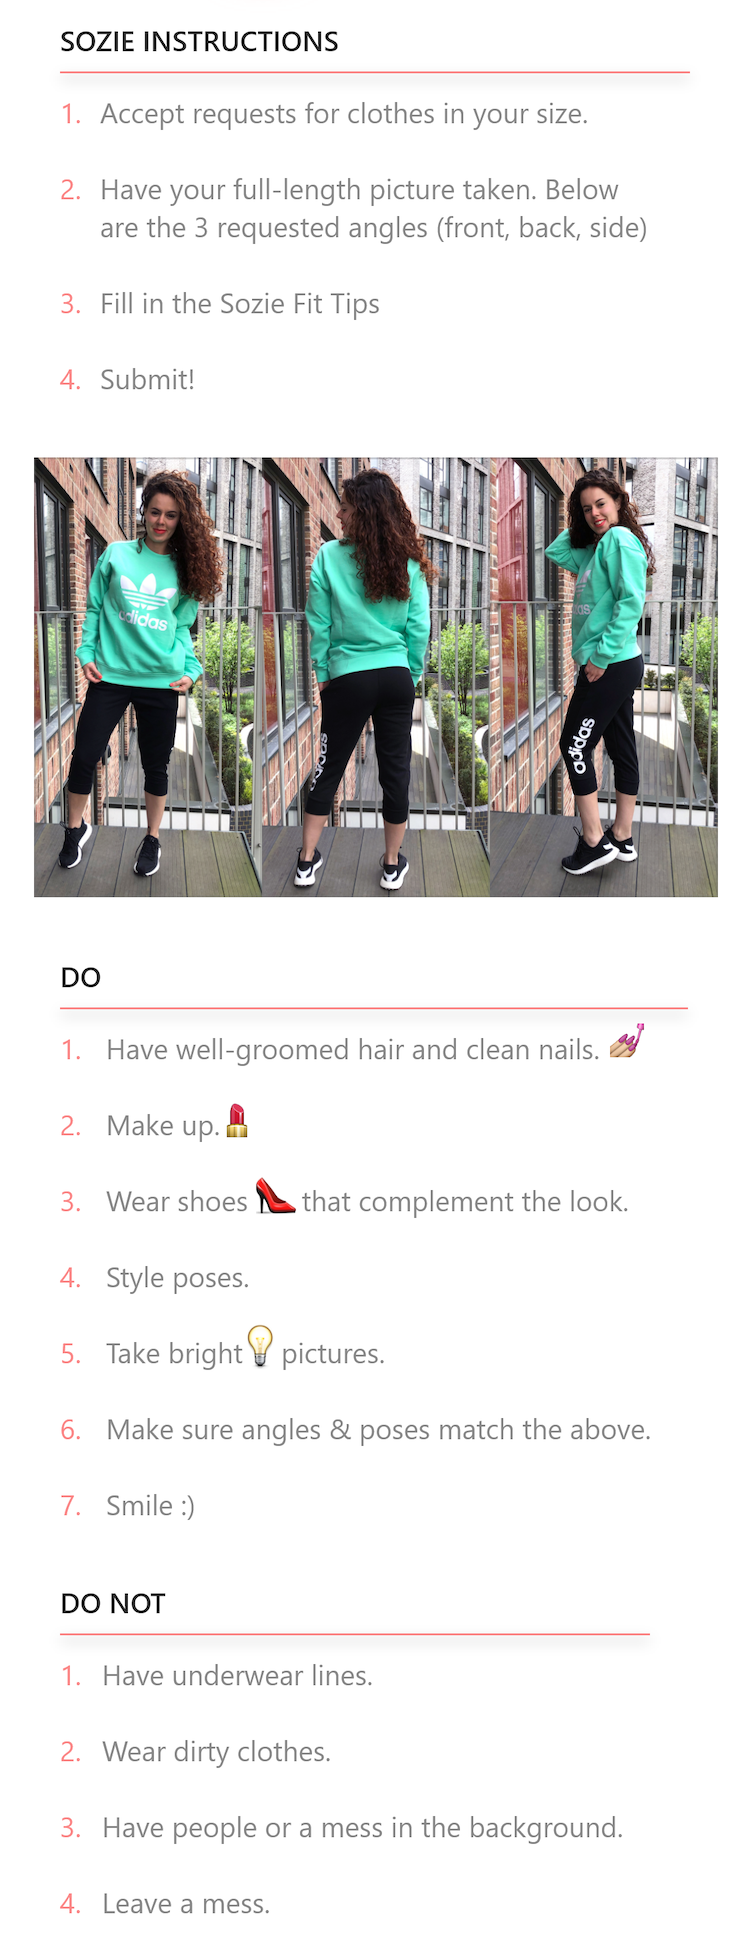 SOZIE INSTRUCTIONS
1. Accept requests for clothes in your size.
2. Have your full-length picture taken. Below
are the 3 requested angles (front, back, side)
3. Fill in the Sozie Fit Tips
4. Submit!
adidas
adidas
adidas
adidas
DO
1. Have well-groomed hair and clean nails.
2. Make up.
3. Wear shoes that complement the look.
4. Style poses.
5. Take bright pictures.
6. Make sure angles & poses match the above.
7. Smile :)
DO NOT
1. Have underwear lines.
2. Wear dirty clothes.
3. Have people or a mess in the background.
4. Leave a mess.